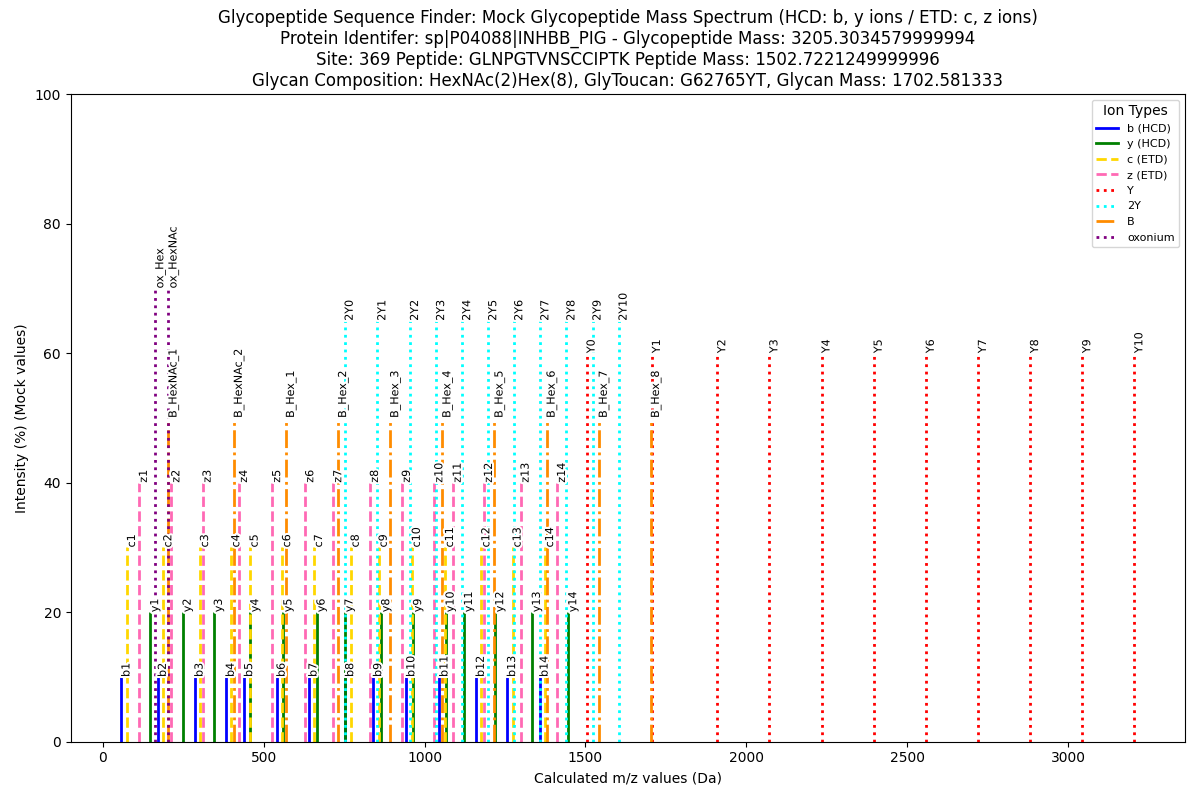 Glycopeptide Sequence Finder: Mock Glycopeptide Mass Spectrum (HCD: b, y ions / ETD: c, z ions)
Protein Identifer: sp|P04088|INHBB_PIG - Glycopeptide Mass: 3205.3034579999994
Site: 369 Peptide: GLNPGTVNSCCIPTK Peptide Mass: 1502.7221249999996
Glycan Composition: HexNAc(2)Hex(8), GlyToucan: G62765YT, Glycan Mass: 1702.581333
Ion Types
b (HCD)
y (HCD)
c (ETD)
z (ETD)
Y
2Y
B
oxonium
Intensity (%) (Mock values)
100
80
60
40
20
0
ox_Hex ox_HexNAc
2Y0 2Y1 2Y2 2Y3 2Y4 2Y5 2Y6 2Y7 2Y8 2Y9 2Y10
Y0 Y1 Y2 Y3 Y4 Y5 Y6 Y7 Y8 Y9 Y10
B_HexNAc_1 B_HexNAc_2 B_Hex_1 B_Hex_2 B_Hex_3 B_Hex_4 B_Hex_5 B_Hex_6 B_Hex_7 B_Hex_8
z1 z2 z3 z4 z5 z6 z7 z8 z9 z10 z11 z12 z13 z14
c1 c2 c3 c4 c5 c6 c7 c8 c9 c10 c11 c12 c13 c14
y1 y2 y3 y4 y5 y6 y7 y8 y9 y10 y11 y12 y13 y14
b1 b2 b3 b4 b5 b6 b7 b8 b9 b10 b11 b12 b13 b14
0 500 1000 1500 2000 2500 3000
Calculated m/z values (Da)